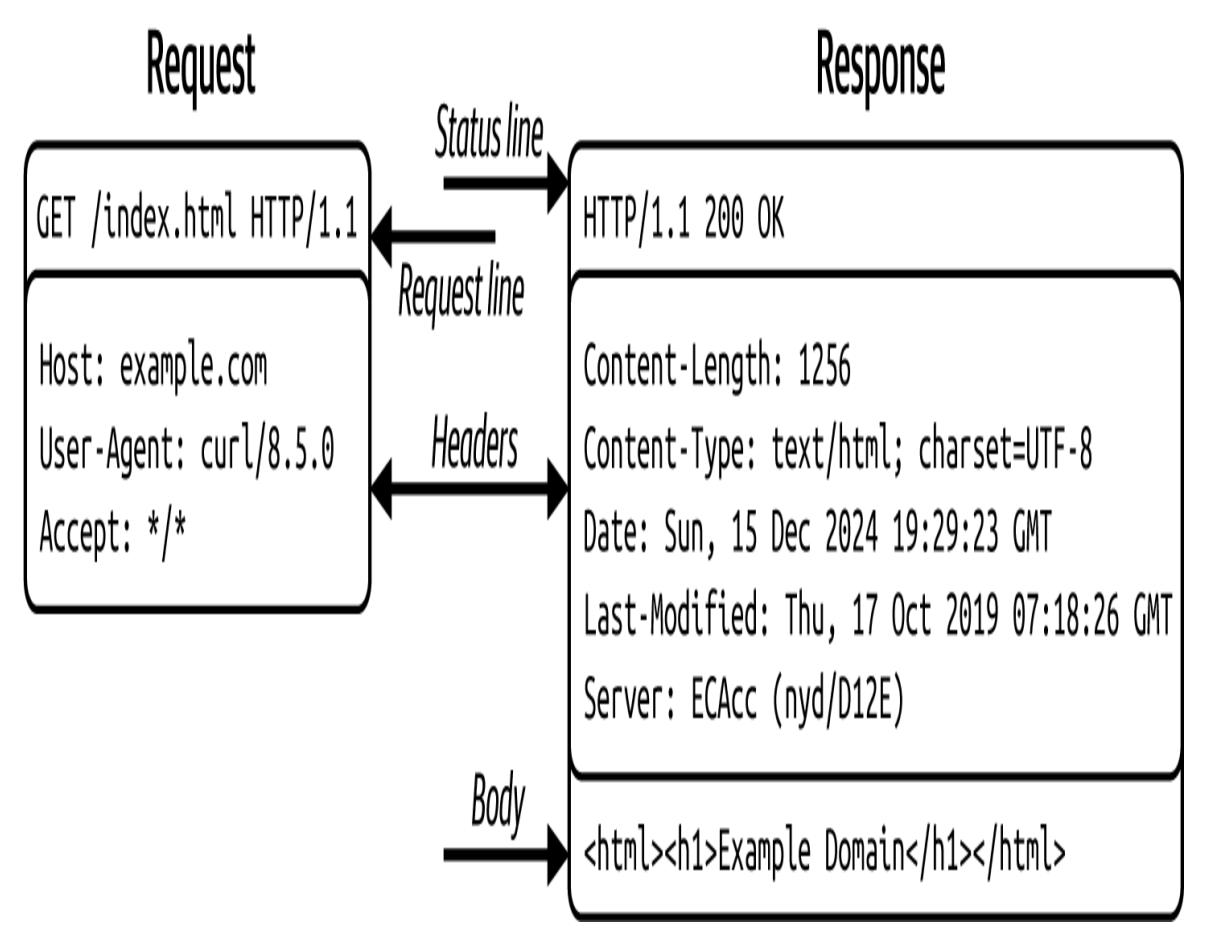 Request
GET /index.html HTTP/1.1
Host: example.com
User-Agent: curl/8.5.0
Accept: */*
Status line
Request line
Headers
Body
Response
HTTP/1.1 200 OK
Content-Length: 1256
Content-Type: text/html; charset=UTF-8
Date: Sun, 15 Dec 2024 19:29:23 GMT
Last-Modified: Thu, 17 Oct 2019 07:18:26 GMT
Server: ECAcc (nyd/D12E)
<html><h1>Example Domain</h1></html>